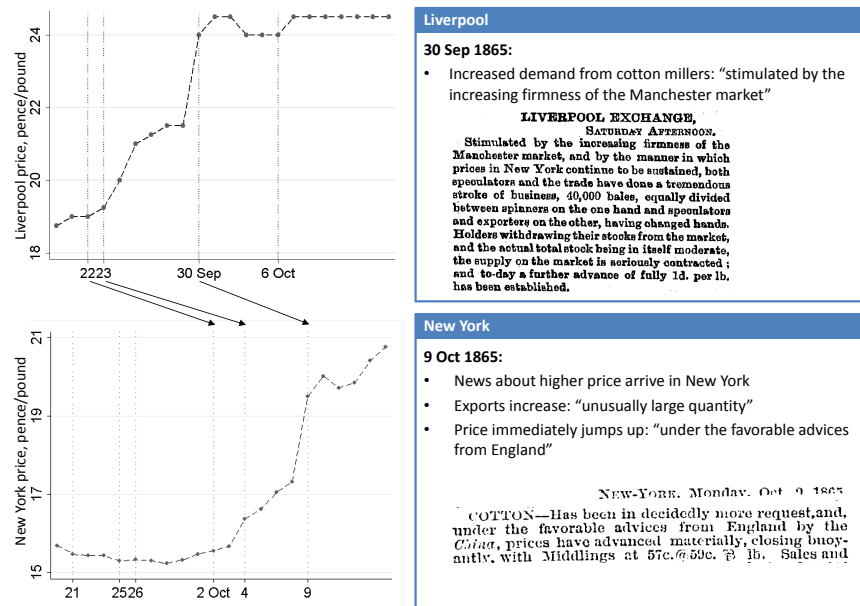 Liverpool price, pence/pound
24
22
20
18
2223
30 Sep
6 Oct
New York price, pence/pound
21
19
17
15
21
2526
2 Oct
4
9
Liverpool
30 Sep 1865:
• Increased demand from cotton millers: “stimulated by the
increasing firmness of the Manchester market”
LIVERPOOL EXCHANGE,
SATURDAY AFTERNOON.
Stimulated by the increasing firmness of the
Manchester market, and by the manner in which
prices in New York continue to be sustained, both
speculators and the trade have done a tremendous
stroke of business, 40,000 bales, equally divided
between spinners on the one hand and speculators
and exporters on the other, having changed hands.
Holders withdrawing their stocks from the market,
and the actual total stock being in itself moderate,
the supply on the market is seriously contracted ;
and to-day a further advance of fully 1d. per lb.
has been established.
New York
9 Oct 1865:
• News about higher price arrive in New York
• Exports increase: “unusually large quantity”
• Price immediately jumps up: “under the favorable advices
from England”
NEW-YORK, Monday, Oct. 9, 1865
COTTON—Has been in decidedly more request, and,
under the favorable advices from England by the
China, prices have advanced materially, closing buoy-
antly, with Middlings at 57c.@59c. ₱ lb. Sales and